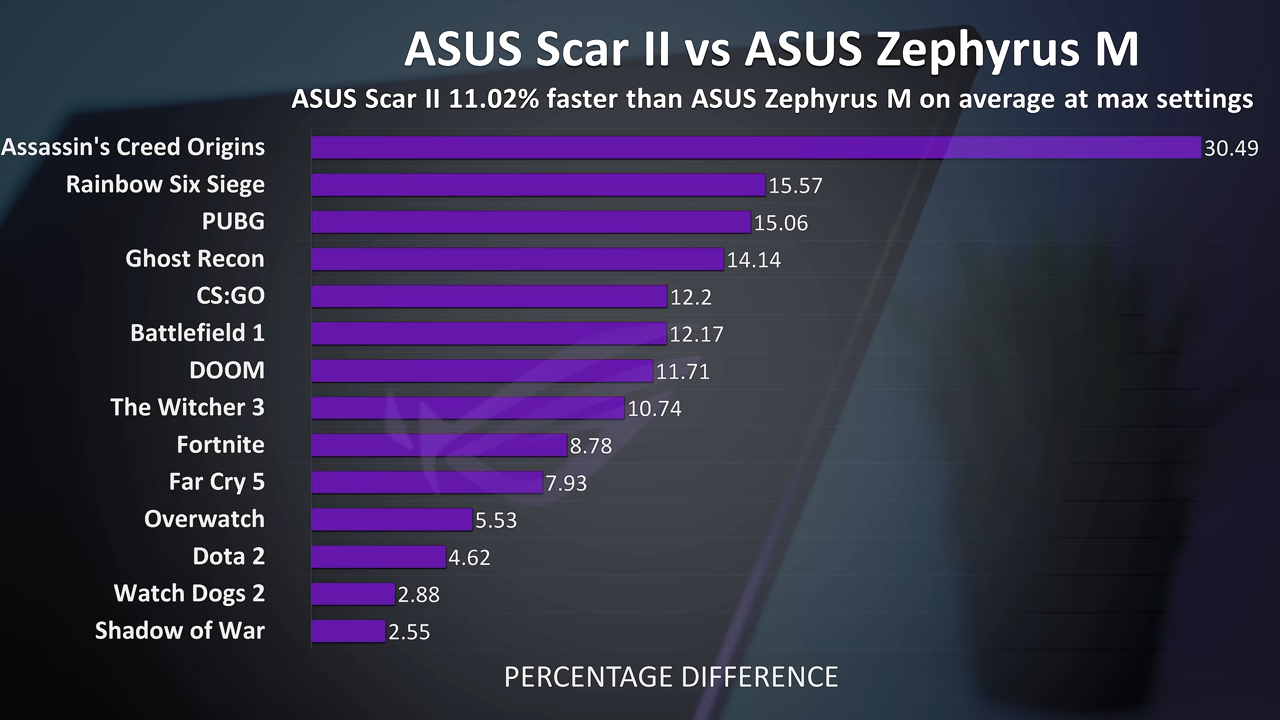 ASUS Scar II vs ASUS Zephyrus M
ASUS Scar II 11.02% faster than ASUS Zephyrus M on average at max settings
Assassin's Creed Origins 30.49
Rainbow Six Siege 15.57
PUBG 15.06
Ghost Recon 14.14
CS:GO 12.2
Battlefield 1 12.17
DOOM 11.71
The Witcher 3 10.74
Fortnite 8.78
Far Cry 5 7.93
Overwatch 5.53
Dota 2 4.62
Watch Dogs 2 2.88
Shadow of War 2.55
PERCENTAGE DIFFERENCE